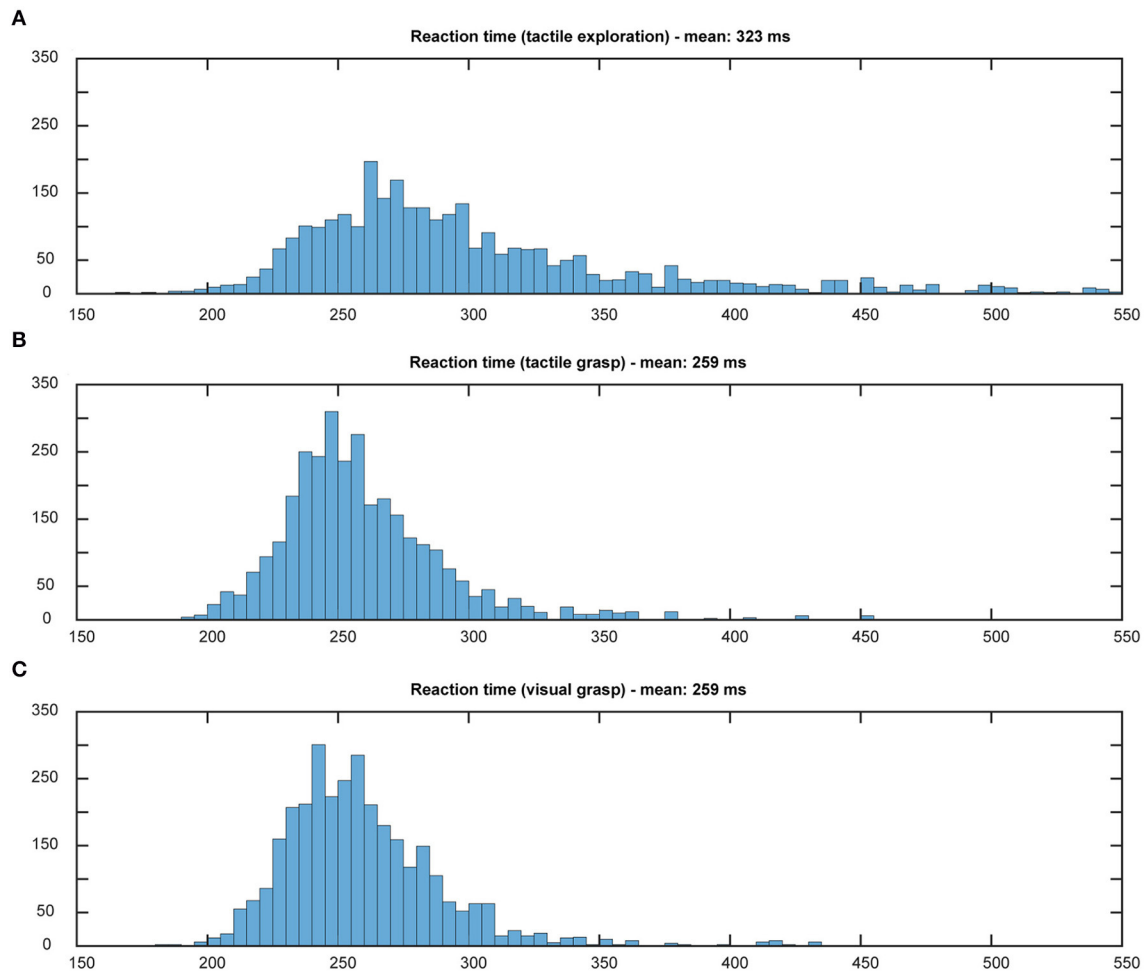 A
Reaction time (tactile exploration) - mean: 323 ms
350
250
150
50
0
150 200 250 300 350 400 450 500 550
B
Reaction time (tactile grasp) - mean: 259 ms
350
250
150
50
0
150 200 250 300 350 400 450 500 550
C
Reaction time (visual grasp) - mean: 259 ms
350
250
150
50
0
150 200 250 300 350 400 450 500 550